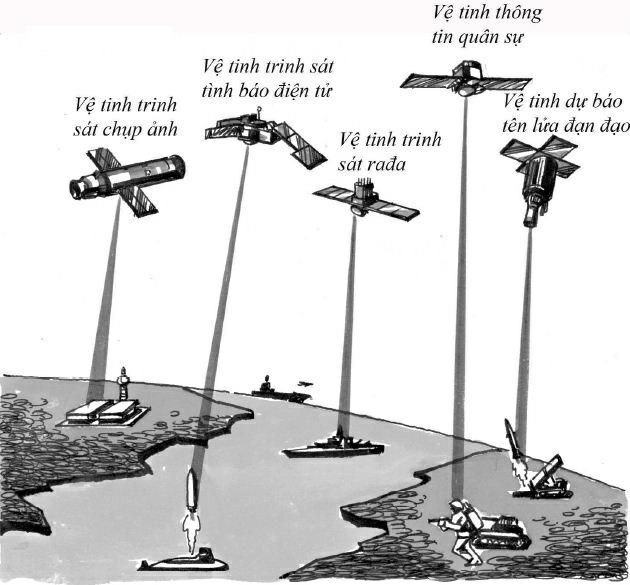 Vệ tinh thông
tin quân sự
Vệ tinh trinh sát
tình báo điện tử
Vệ tinh trinh
sát chụp ảnh
Vệ tinh dự báo
tên lửa đạn đạo
Vệ tinh trinh
sát rađa